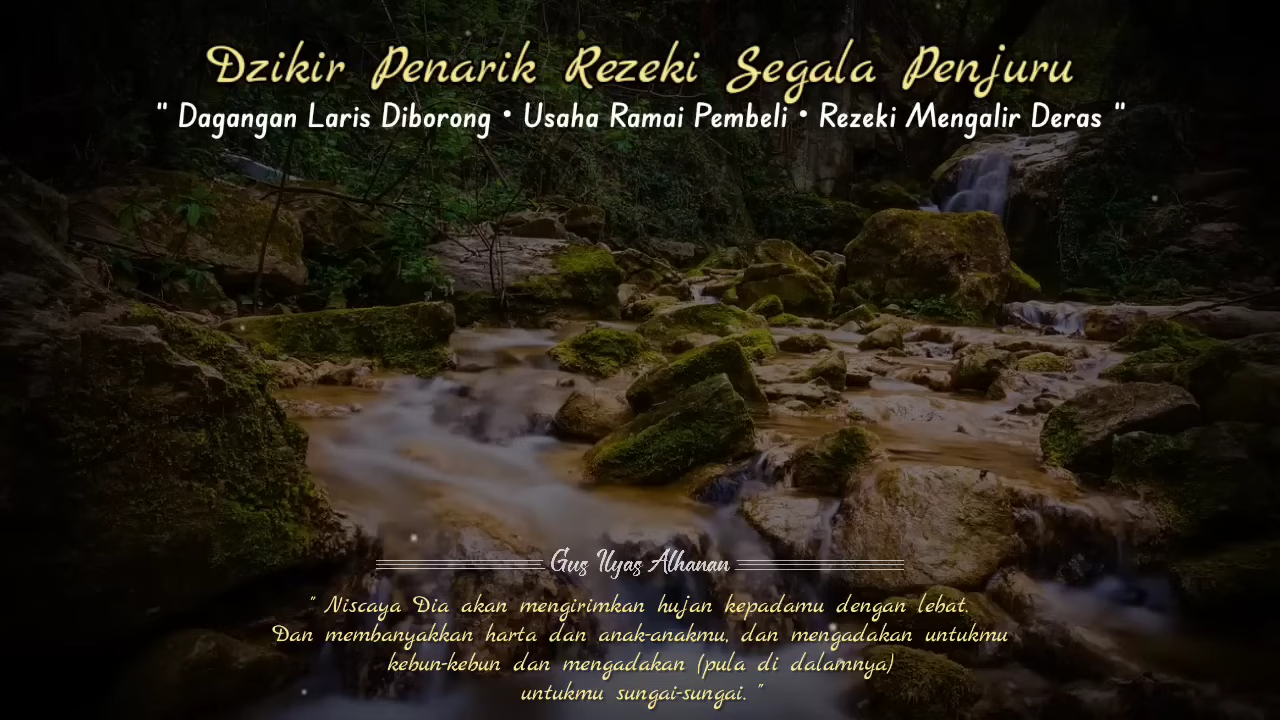 Dzikir Penarik Rezeki Segala Penjuru
" Dagangan Laris Diborong • Usaha Ramai Pembeli • Rezeki Mengalir Deras "
Gus Ilyas Alhanan
" Niscaya Dia akan mengirimkan hujan kepadamu dengan lebat.
Dan membanyakkan harta dan anak-anakmu, dan mengadakan untukmu
kebun-kebun dan mengadakan (pula di dalamnya)
untukmu sungai-sungai. "